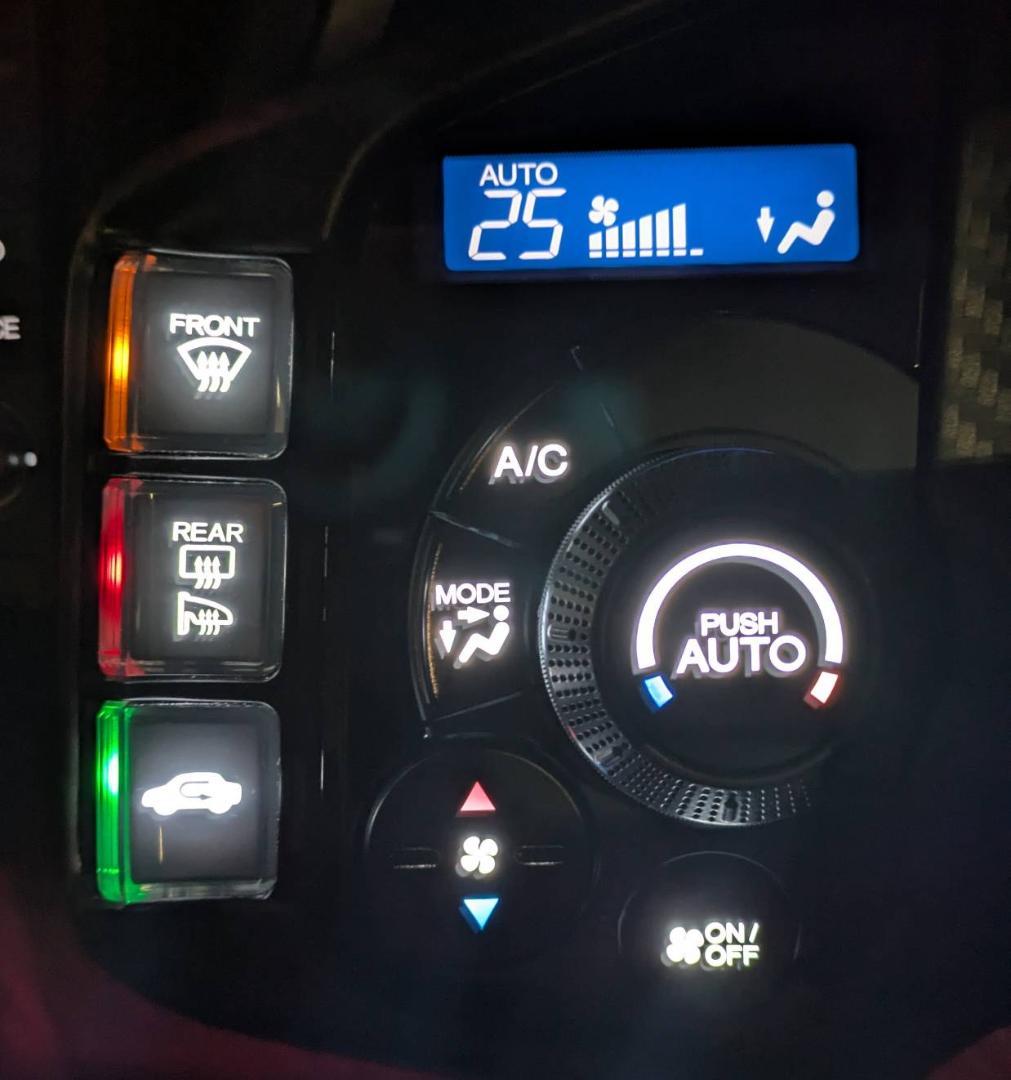 AUTO
25
FRONT
A/C
REAR
MODE
PUSH
AUTO
ON/
OFF